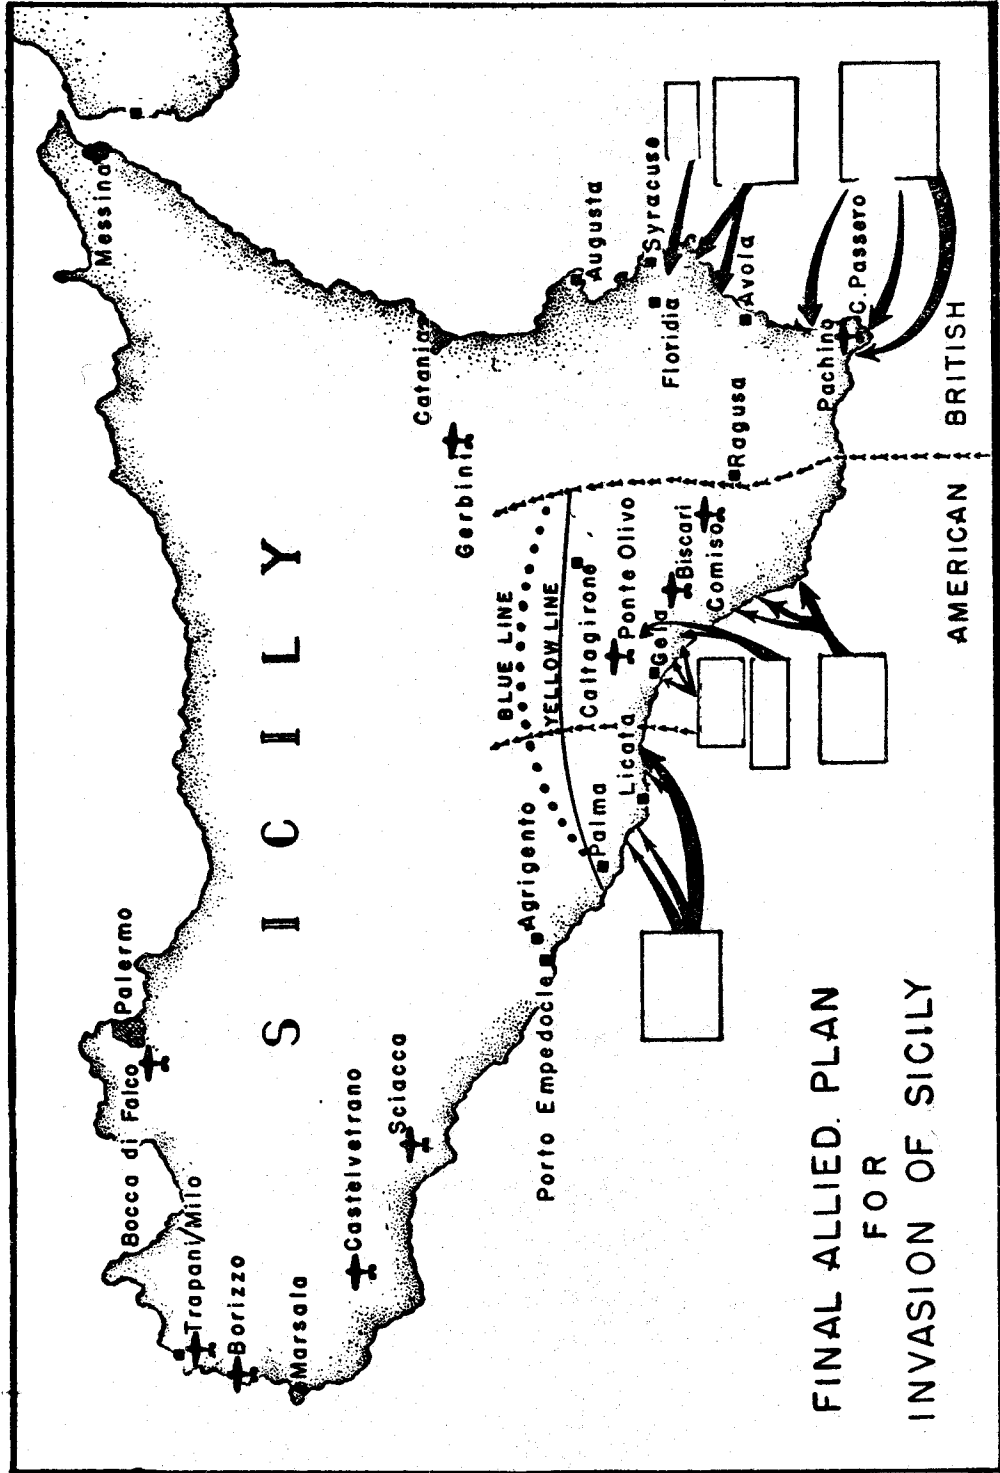 SICILY
Messina
Palermo
Bocca di Falco
Trapani/Milo
Borizzo
Marsala
Castelvetrano
Sciacca
Porto Empedocle
Agrigento
Palma
Licata
Gela
Ponte Olivo
Caltagirone
Biscari
Comiso
Ragusa
Gerbini
Catania
Augusta
Syracuse
Floridia
Avola
Pachino
C. Passero
BLUE LINE
YELLOW LINE
AMERICAN
BRITISH
FINAL ALLIED. PLAN
FOR
INVASION OF SICILY